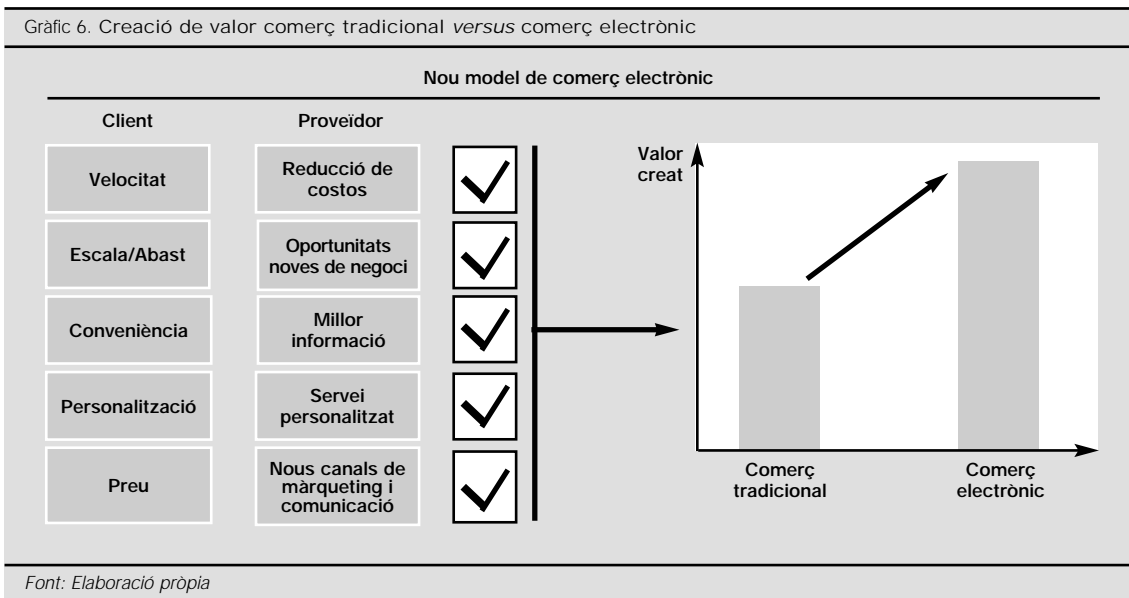 Gràfic 6. Creació de valor comerç tradicional versus comerç electrònic
Nou model de comerç electrònic
Client
Proveïdor
Velocitat
Reducció de
costos
Escala/Abast
Oportunitats
noves de negoci
Conveniència
Millor
informació
Personalització
Servei
personalitzat
Preu
Nous canals de
màrqueting i
comunicació
Valor
creat
Comerç
tradicional
Comerç
electrònic
Font: Elaboració pròpia